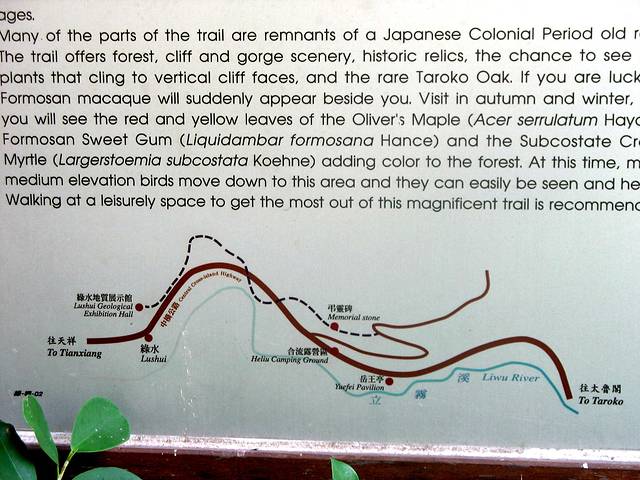 ages.
Many of the parts of the trail are remnants of a Japanese Colonial Period old
The trail offers forest, cliff and gorge scenery, historic relics, the chance to see
plants that cling to vertical cliff faces, and the rare Taroko Oak. If you are luck
Formosan macaque will suddenly appear beside you. Visit in autumn and winter,
you will see the red and yellow leaves of the Oliver's Maple (Acer serrulatum Haya
Formosan Sweet Gum (Liquidambar formosana Hance) and the Subcostate Cr
Myrtle (Largerstoemia subcostata Koehne) adding color to the forest. At this time, m
medium elevation birds move down to this area and they can easily be seen and he
Walking at a leisurely space to get the most out of this magnificent trail is recommen
綠水地質展示館
Lushui Geological
Exhibition Hall
中橫公路 Central Cross-island Highway
弔靈碑
Memorial stone
往天祥
To Tianxiang
綠水
Lushui
合流露營區
Heliu Camping Ground
岳王亭
Yuefei Pavilion
立霧溪 Liwu River
往太魯閣
To Taroko